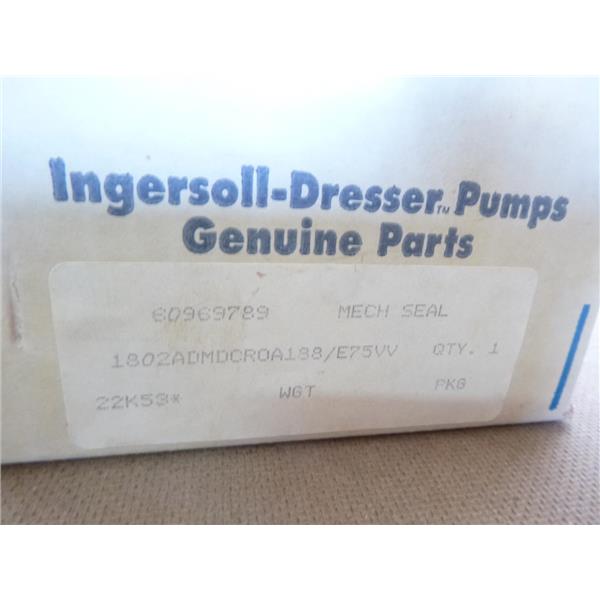 Ingersoll-Dresser™ Pumps
Genuine Parts
60969789 MECH SEAL
1802ADMDCROA188/E75VV QTY. 1
22K53* WGT PKG